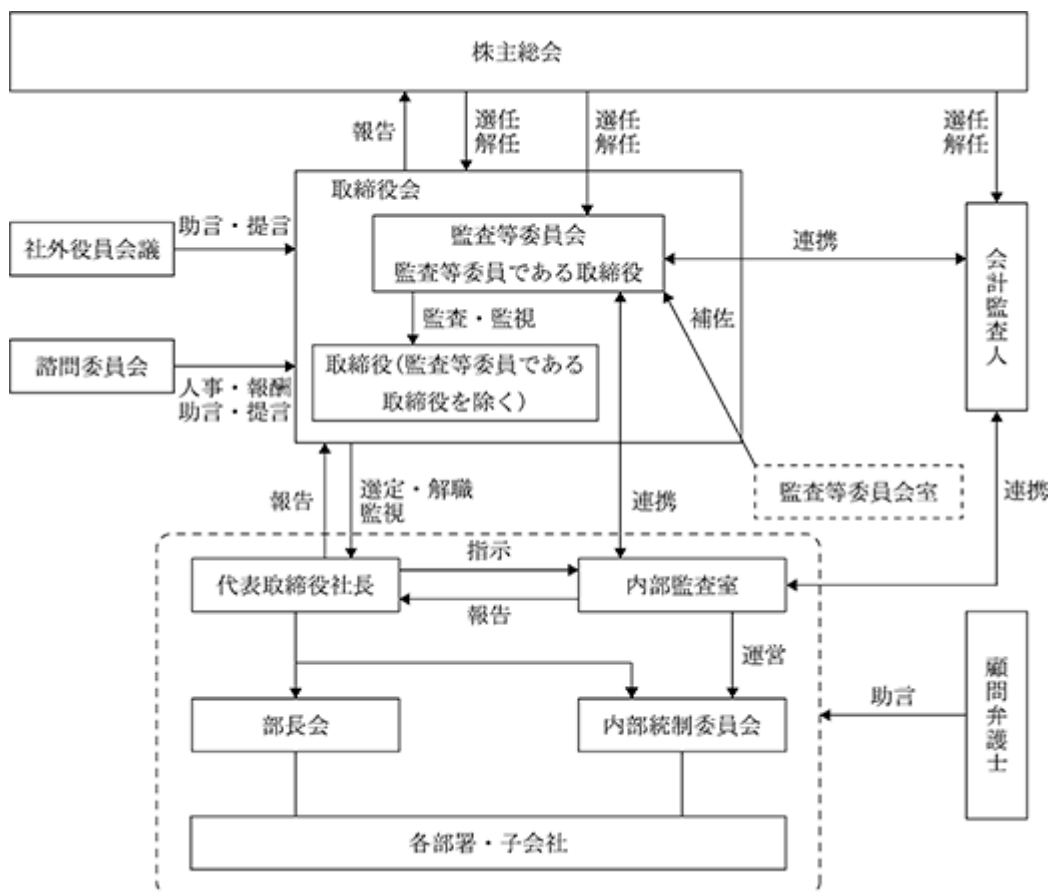 株主総会
報告
選任
解任
選任
解任
選任
解任
取締役会
社外役員会議
助言・提言
監査等委員会
監査等委員である取締役
連携
会計監査人
監査・監視
補佐
諮問委員会
人事・報酬
助言・提言
取締役(監査等委員である
取締役を除く)
報告
選定・解職
監視
連携
監査等委員会室
連携
指示
代表取締役社長
内部監査室
報告
運営
部長会
内部統制委員会
助言
顧問弁護士
各部署・子会社